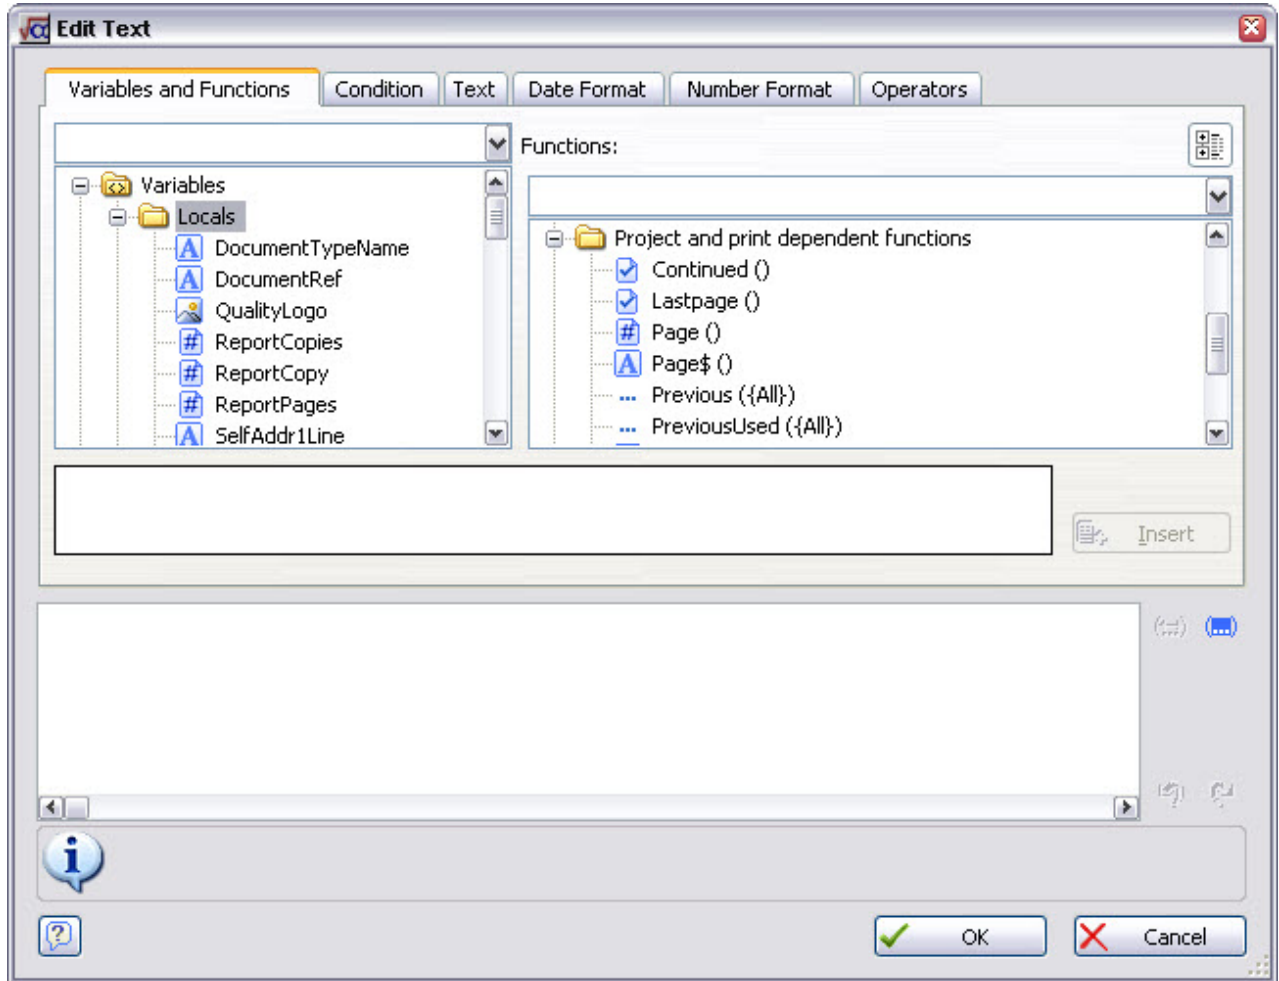 Edit Text
Variables and Functions
Condition
Text
Date Format
Number Format
Operators
Functions:
Variables
Locals
DocumentTypeName
DocumentRef
QualityLogo
ReportCopies
ReportCopy
ReportPages
SelfAddr1Line
Project and print dependent functions
Continued ()
Lastpage ()
Page ()
Page$ ()
Previous ({All})
PreviousUsed ({All})
Insert
OK
Cancel